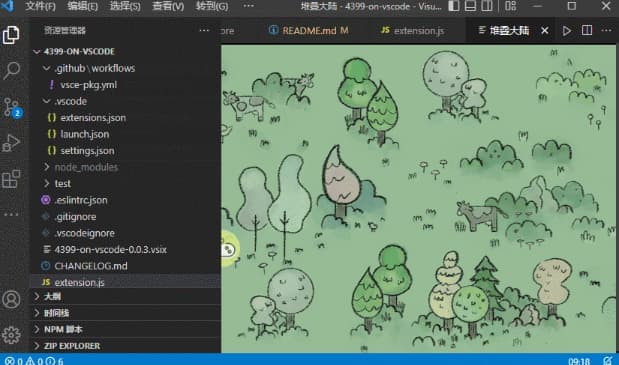 文件(F) 编辑(E) 选择(S) 查看(V) 转到(G) ··· 堆叠大陆 - 4399-on-vscode - Visu...
资源管理器 ··· ore README.md M extension.js 堆叠大陆
4399-ON-VSCODE
.github \ workflows
vsce-pkg.yml
.vscode
extensions.json
launch.json
settings.json
node_modules
test
.eslintrc.json
.gitignore
.vscodeignore
4399-on-vscode-0.0.3.vsix
CHANGELOG.md
extension.js
大纲
时间线
NPM 脚本
ZIP EXPLORER
2
0 0 6 09:18